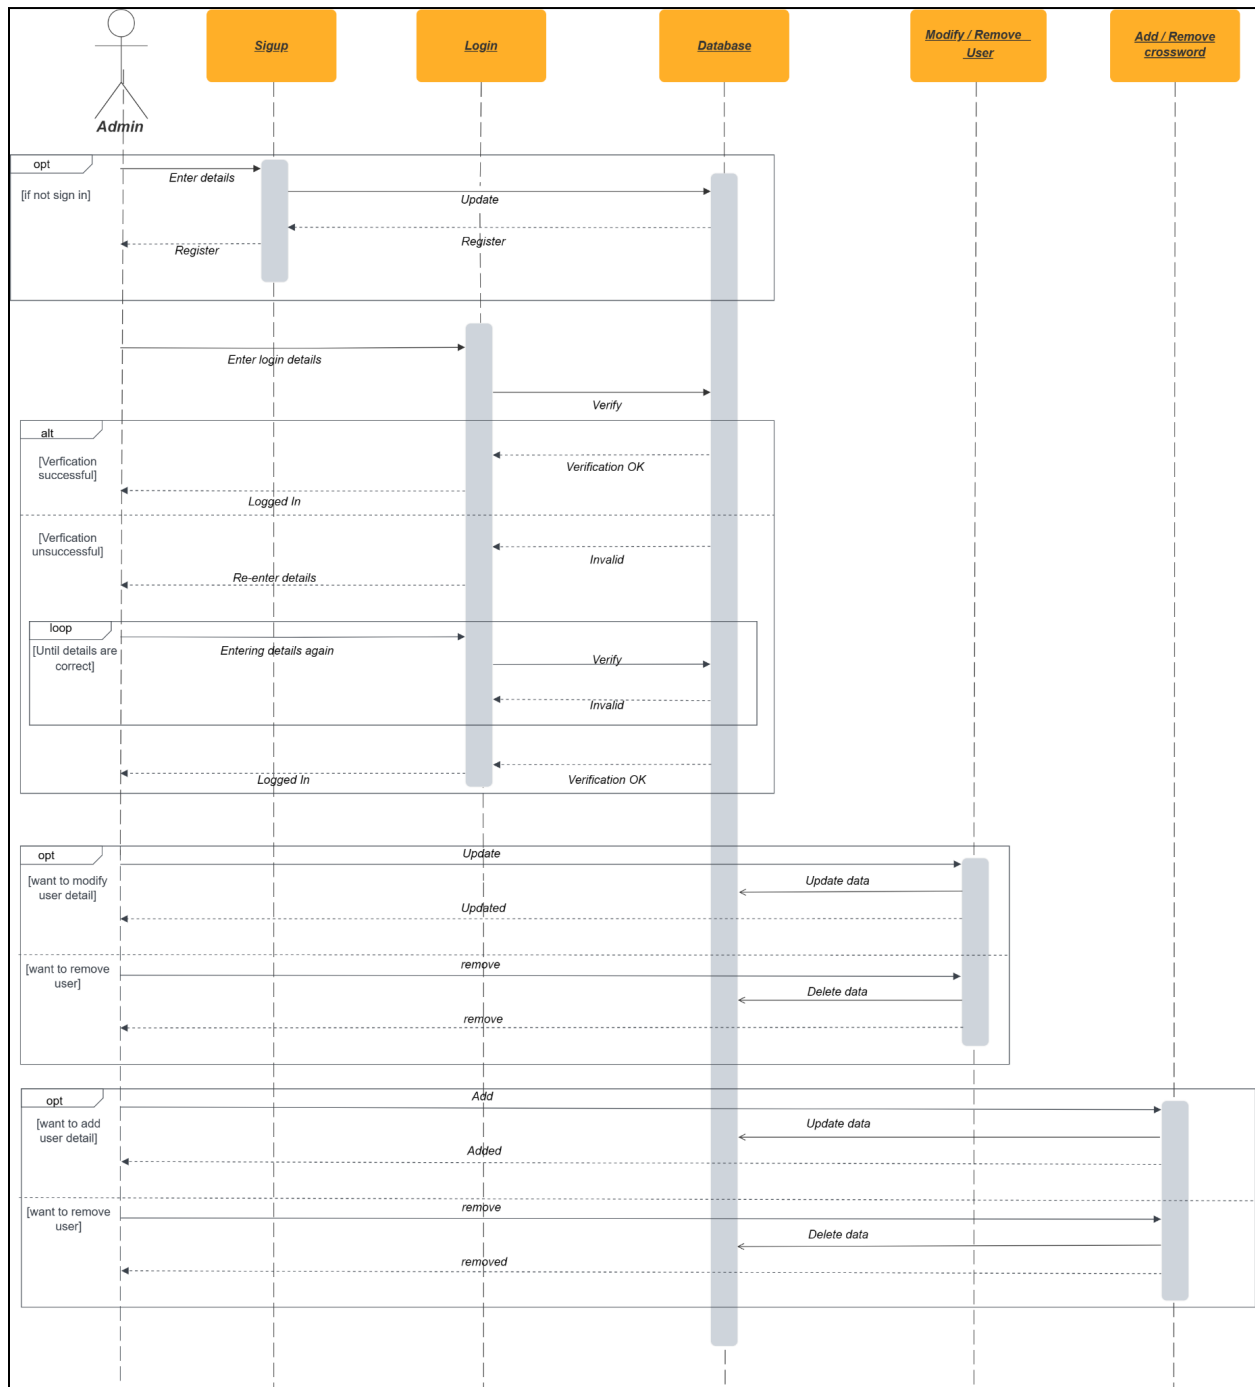 Sigup
Login
Database
Modify / Remove
User
Add / Remove
crossword
Admin
opt
[if not sign in]
Enter details
Update
Register
Register
Enter login details
Verify
alt
[Verfication
successful]
Verification OK
Logged In
[Verfication
unsuccessful]
Invalid
Re-enter details
loop
[Until details are
correct]
Entering details again
Verify
Invalid
Logged In
Verification OK
opt
Update
[want to modify
user detail]
Update data
Updated
[want to remove
user]
remove
Delete data
remove
opt
Add
[want to add
user detail]
Update data
Added
[want to remove
user]
remove
Delete data
removed